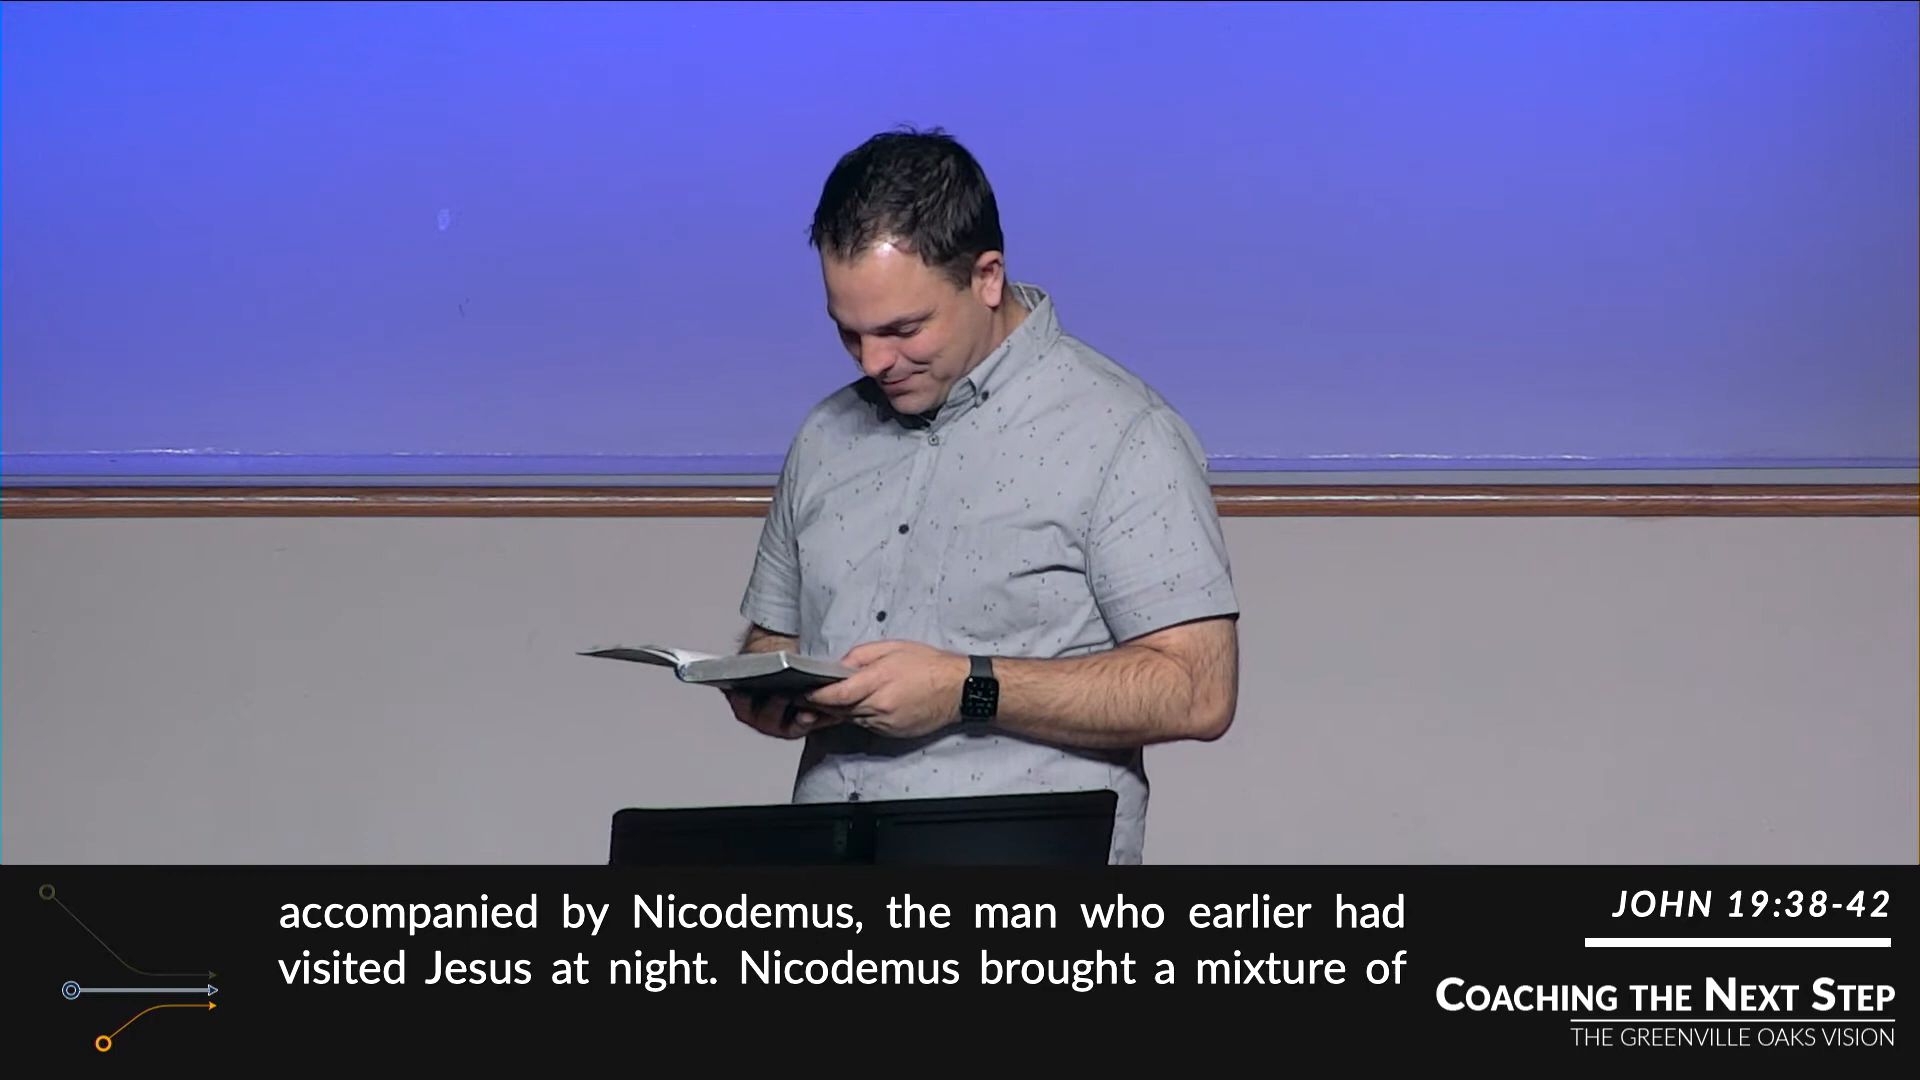 accompanied by Nicodemus, the man who earlier had
visited Jesus at night. Nicodemus brought a mixture of
JOHN 19:38-42
COACHING THE NEXT STEP
THE GREENVILLE OAKS VISION